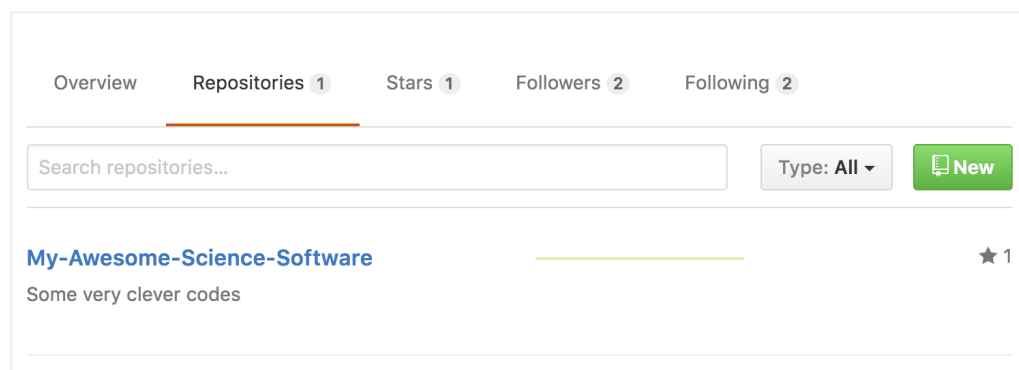 Overview Repositories 1 Stars 1 Followers 2 Following 2
Search repositories... Type: All New
My-Awesome-Science-Software 1
Some very clever codes